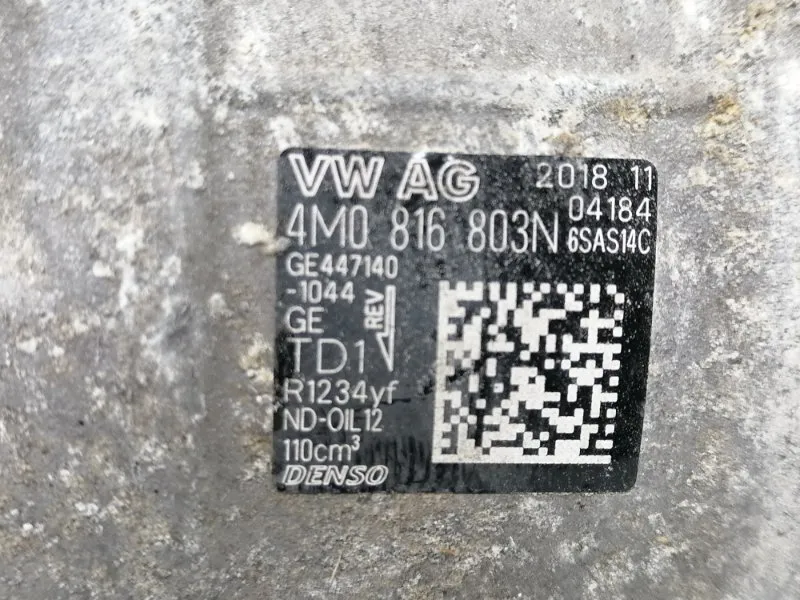 VW AG 2018 11
04184
4M0 816 803N 6SAS14C
GE447140
-1044
GE REV
TD1
R1234yf
ND-OIL12
110cm³
DENSO